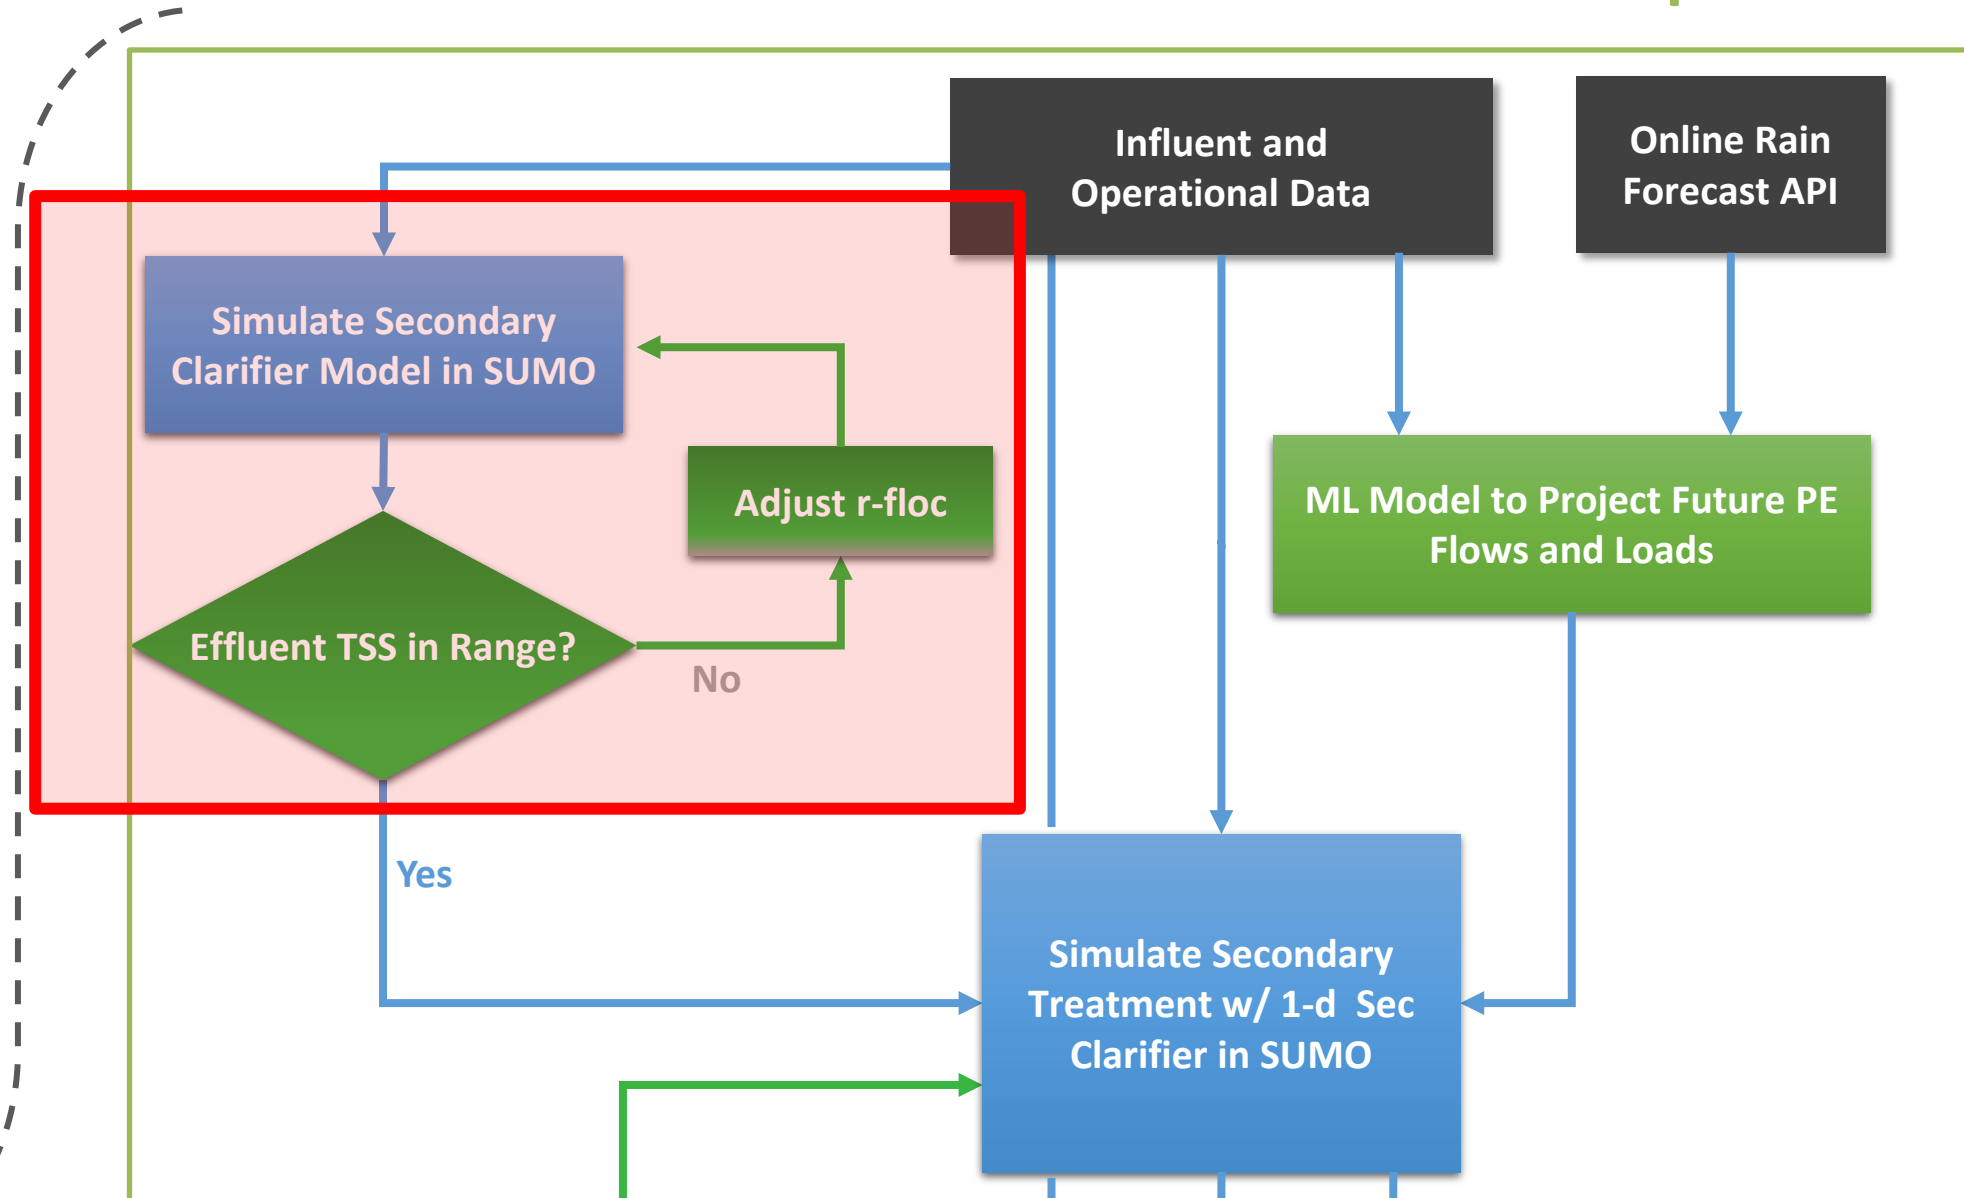 Influent and
Operational Data
Online Rain
Forecast API
Simulate Secondary
Clarifier Model in SUMO
Adjust r-floc
ML Model to Project Future PE
Flows and Loads
Effluent TSS in Range?
No
Yes
Simulate Secondary
Treatment w/ 1-d  Sec
Clarifier in SUMO